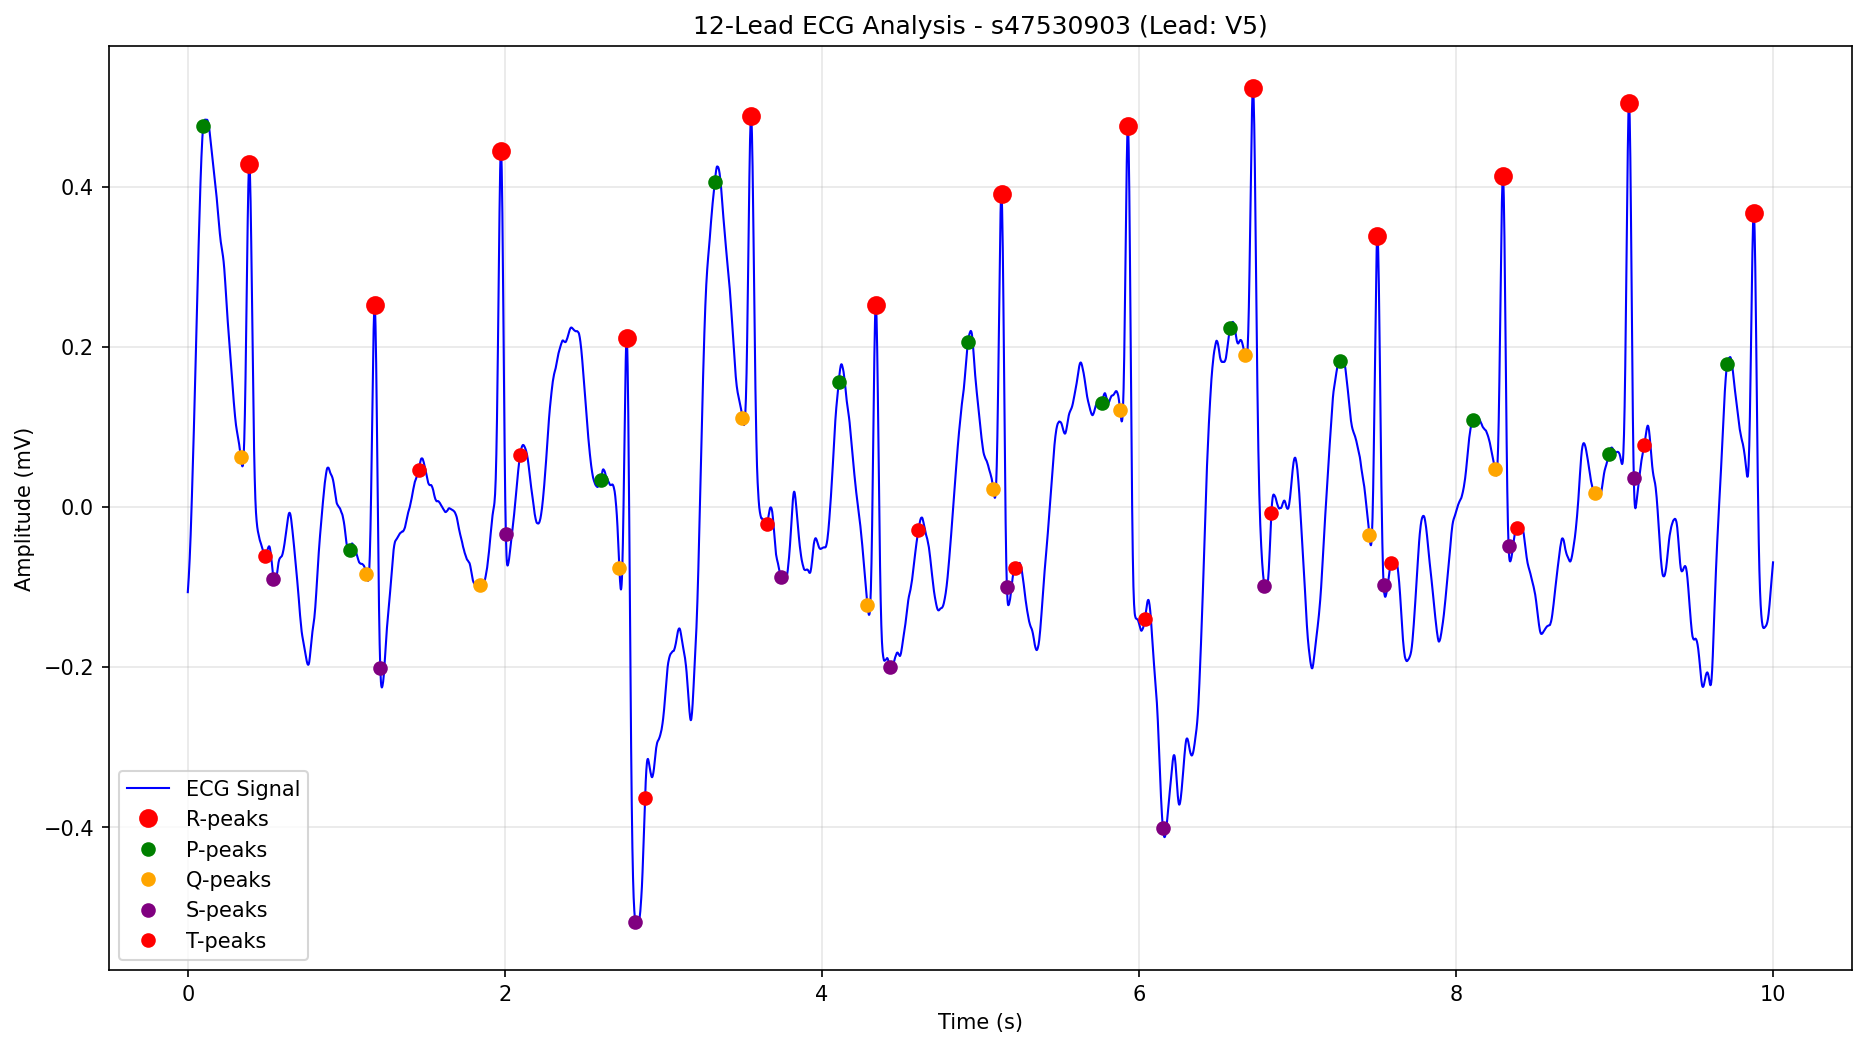 12-Lead ECG Analysis - s47530903 (Lead: V5)
Amplitude (mV)
0.4
0.2
0.0
−0.2
−0.4
ECG Signal
R-peaks
P-peaks
Q-peaks
S-peaks
T-peaks
0
2
4
6
8
10
Time (s)